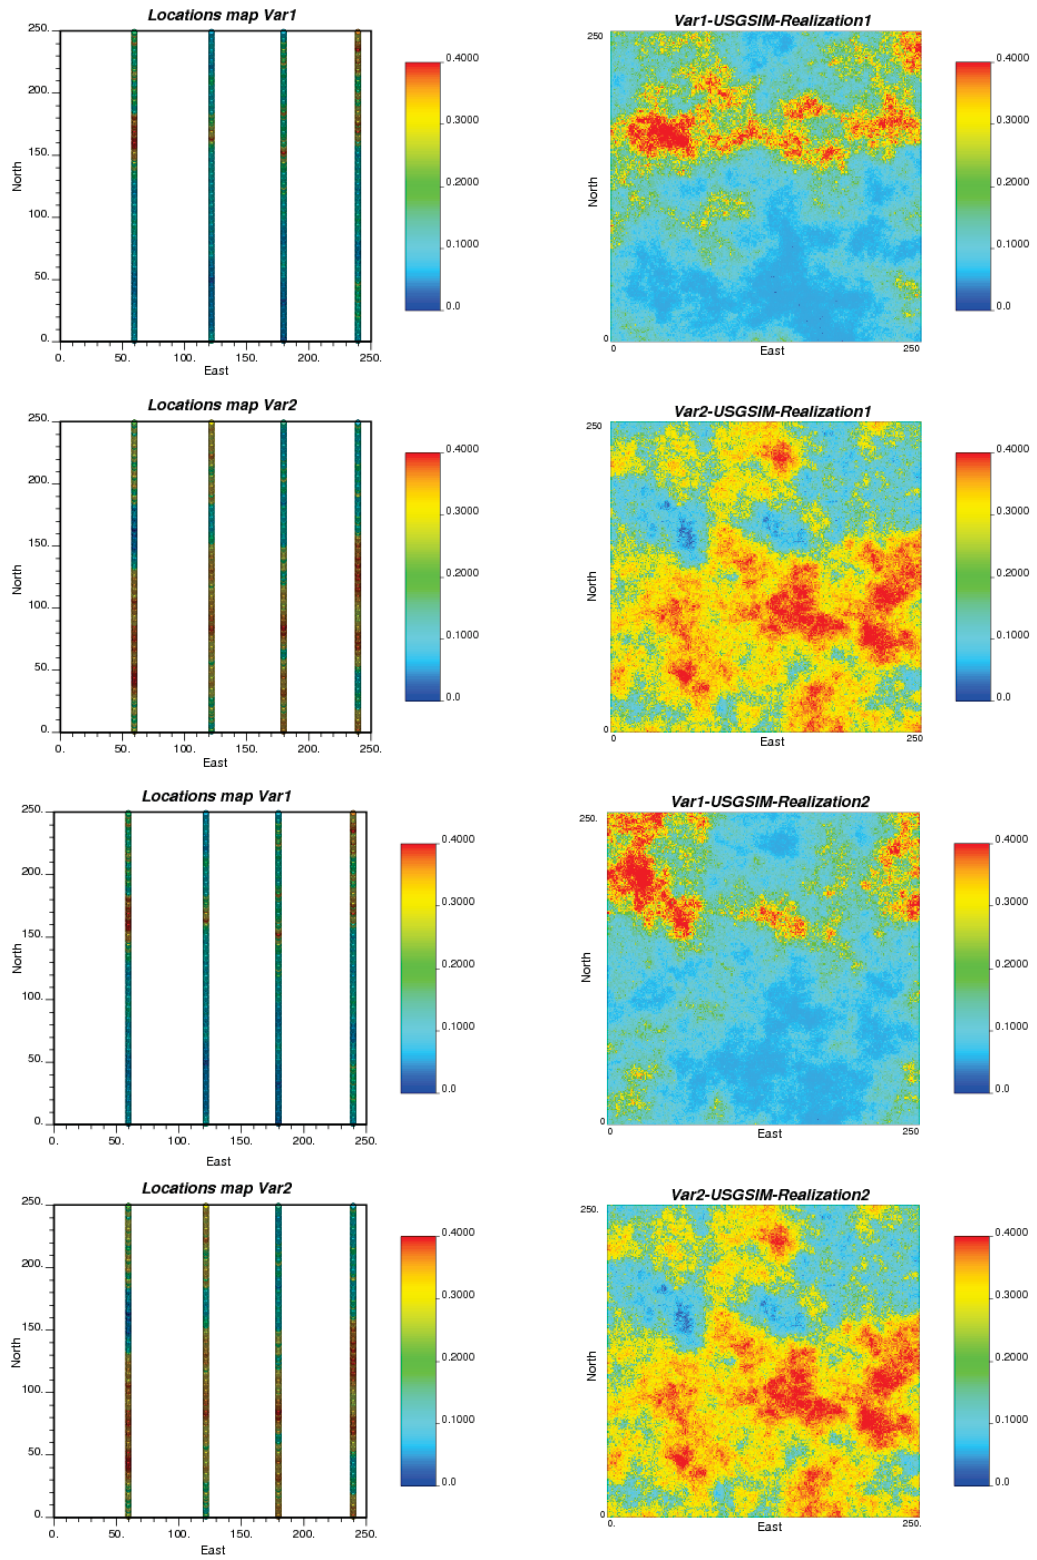 Locations map Var1
250.
200.
150.
100.
50.
0.
North
0. 50. 100. 150. 200. 250.
East
0.4000
0.3000
0.2000
0.1000
0.0
Var1-USGSIM-Realization1
250
North
0
0 250
East
0.4000
0.3000
0.2000
0.1000
0.0
Locations map Var2
250.
200.
150.
100.
50.
0.
North
0. 50. 100. 150. 200. 250.
East
0.4000
0.3000
0.2000
0.1000
0.0
Var2-USGSIM-Realization1
250
North
0
0 250
East
0.4000
0.3000
0.2000
0.1000
0.0
Locations map Var1
250.
200.
150.
100.
50.
0.
North
0. 50. 100. 150. 200. 250.
East
0.4000
0.3000
0.2000
0.1000
0.0
Var1-USGSIM-Realization2
250.
North
0
0 250
East
0.4000
0.3000
0.2000
0.1000
0.0
Locations map Var2
250.
200.
150.
100.
50.
0.
North
0. 50. 100. 150. 200. 250.
East
0.4000
0.3000
0.2000
0.1000
0.0
Var2-USGSIM-Realization2
250.
North
0
0. 250.
East
0.4000
0.3000
0.2000
0.1000
0.0